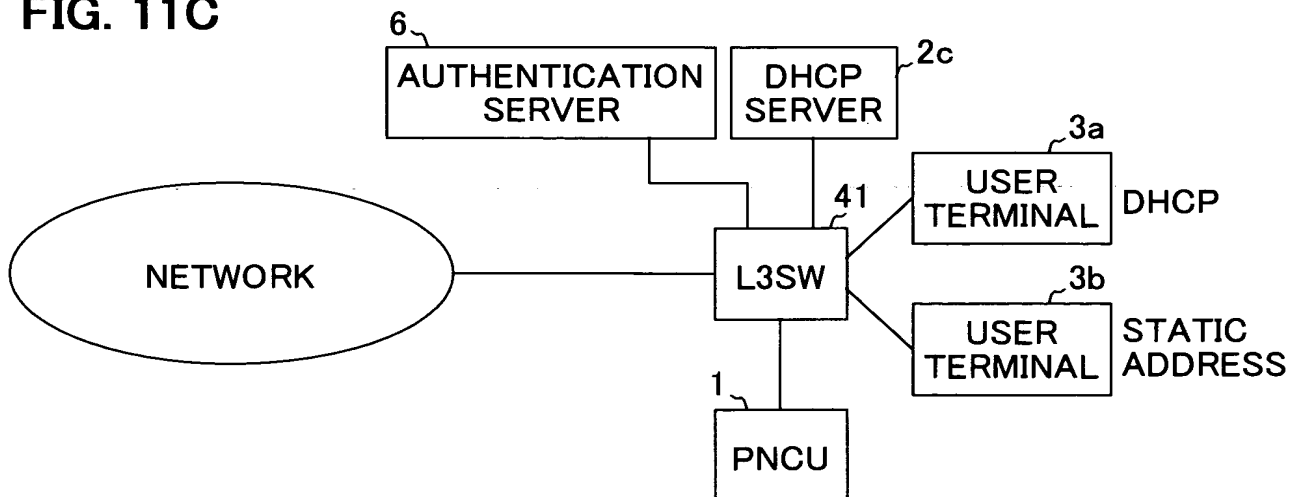 FIG. 11C
6
AUTHENTICATION
SERVER
2c
DHCP
SERVER
3a
USER
TERMINAL
DHCP
41
L3SW
NETWORK
3b
USER
TERMINAL
STATIC
ADDRESS
1
PNCU